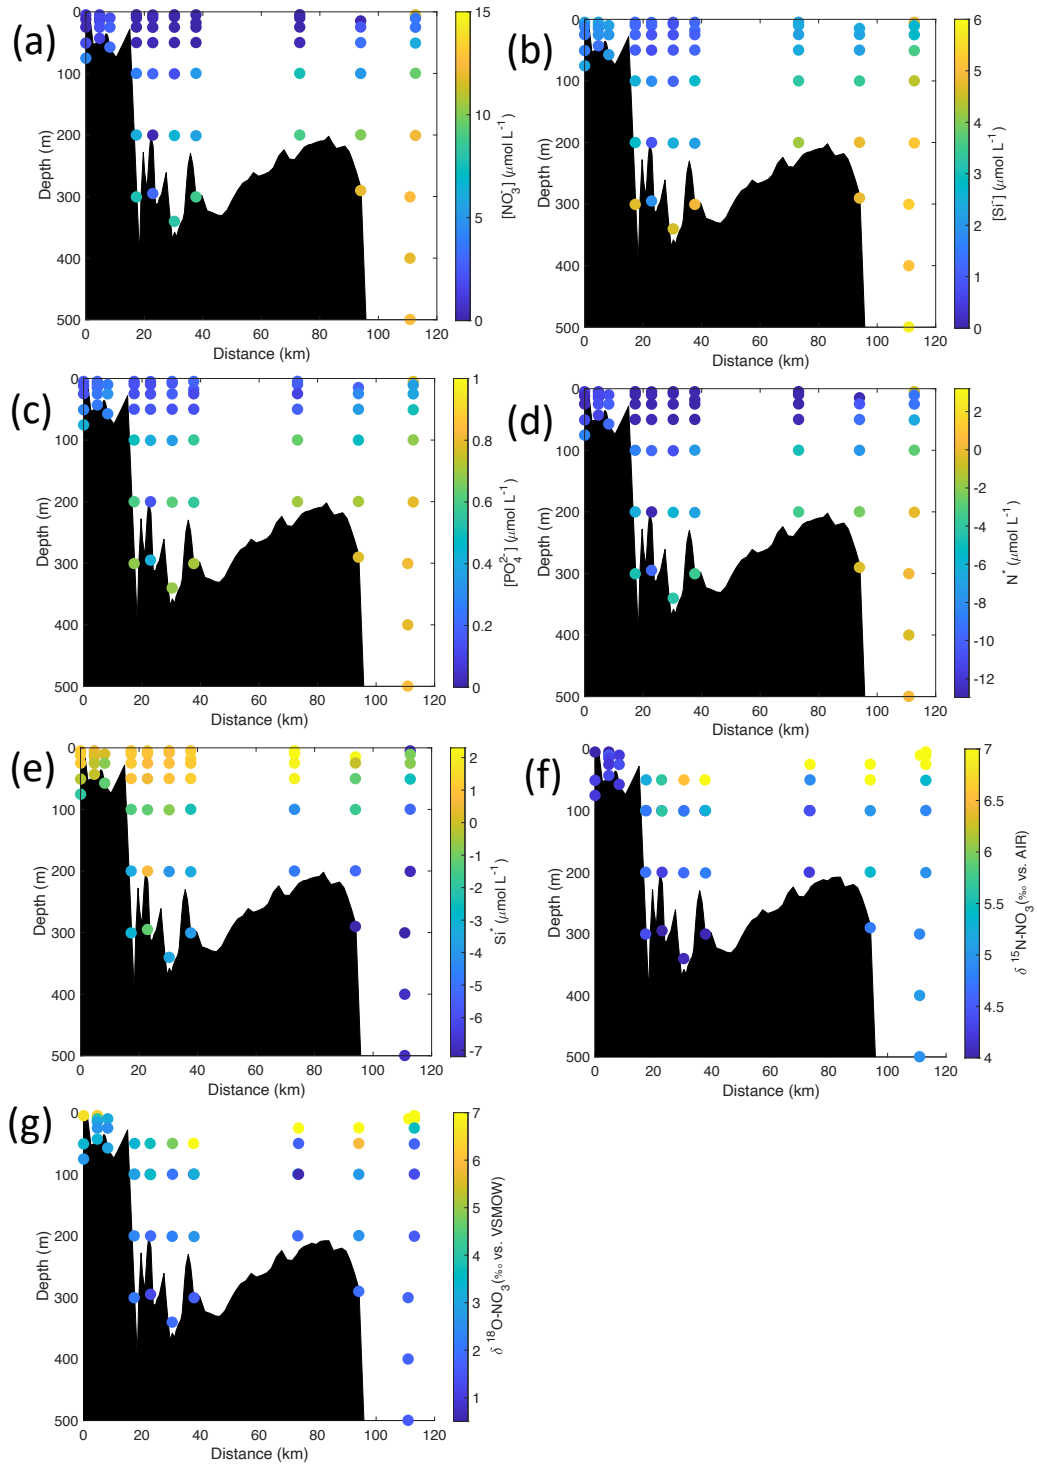 (a)
0
100
200
300
400
500
Depth (m)
0 20 40 60 80 100 120
Distance (km)
15
10
5
0
[NO3-] (μmol L-1)
(b)
0
100
200
300
400
500
Depth (m)
0 20 40 60 80 100 120
Distance (km)
6
5
4
3
2
1
0
[Si-] (μmol L-1)
(c)
0
100
200
300
400
500
Depth (m)
0 20 40 60 80 100 120
Distance (km)
1
0.8
0.6
0.4
0.2
0
[PO4 2-] (μmol L-1)
(d)
0
100
200
300
400
500
Depth (m)
0 20 40 60 80 100 120
Distance (km)
2
0
-2
-4
-6
-8
-10
-12
N* (μmol L-1)
(e)
0
100
200
300
400
500
Depth (m)
0 20 40 60 80 100 120
Distance (km)
2
1
0
-1
-2
-3
-4
-5
-6
-7
Si* (μmol L-1)
(f)
0
100
200
300
400
500
Depth (m)
0 20 40 60 80 100 120
Distance (km)
7
6.5
6
5.5
5
4.5
4
δ 15N-NO3(‰ vs. AIR)
(g)
0
100
200
300
400
500
Depth (m)
0 20 40 60 80 100 120
Distance (km)
7
6
5
4
3
2
1
δ 18O-NO3(‰ vs. VSMOW)